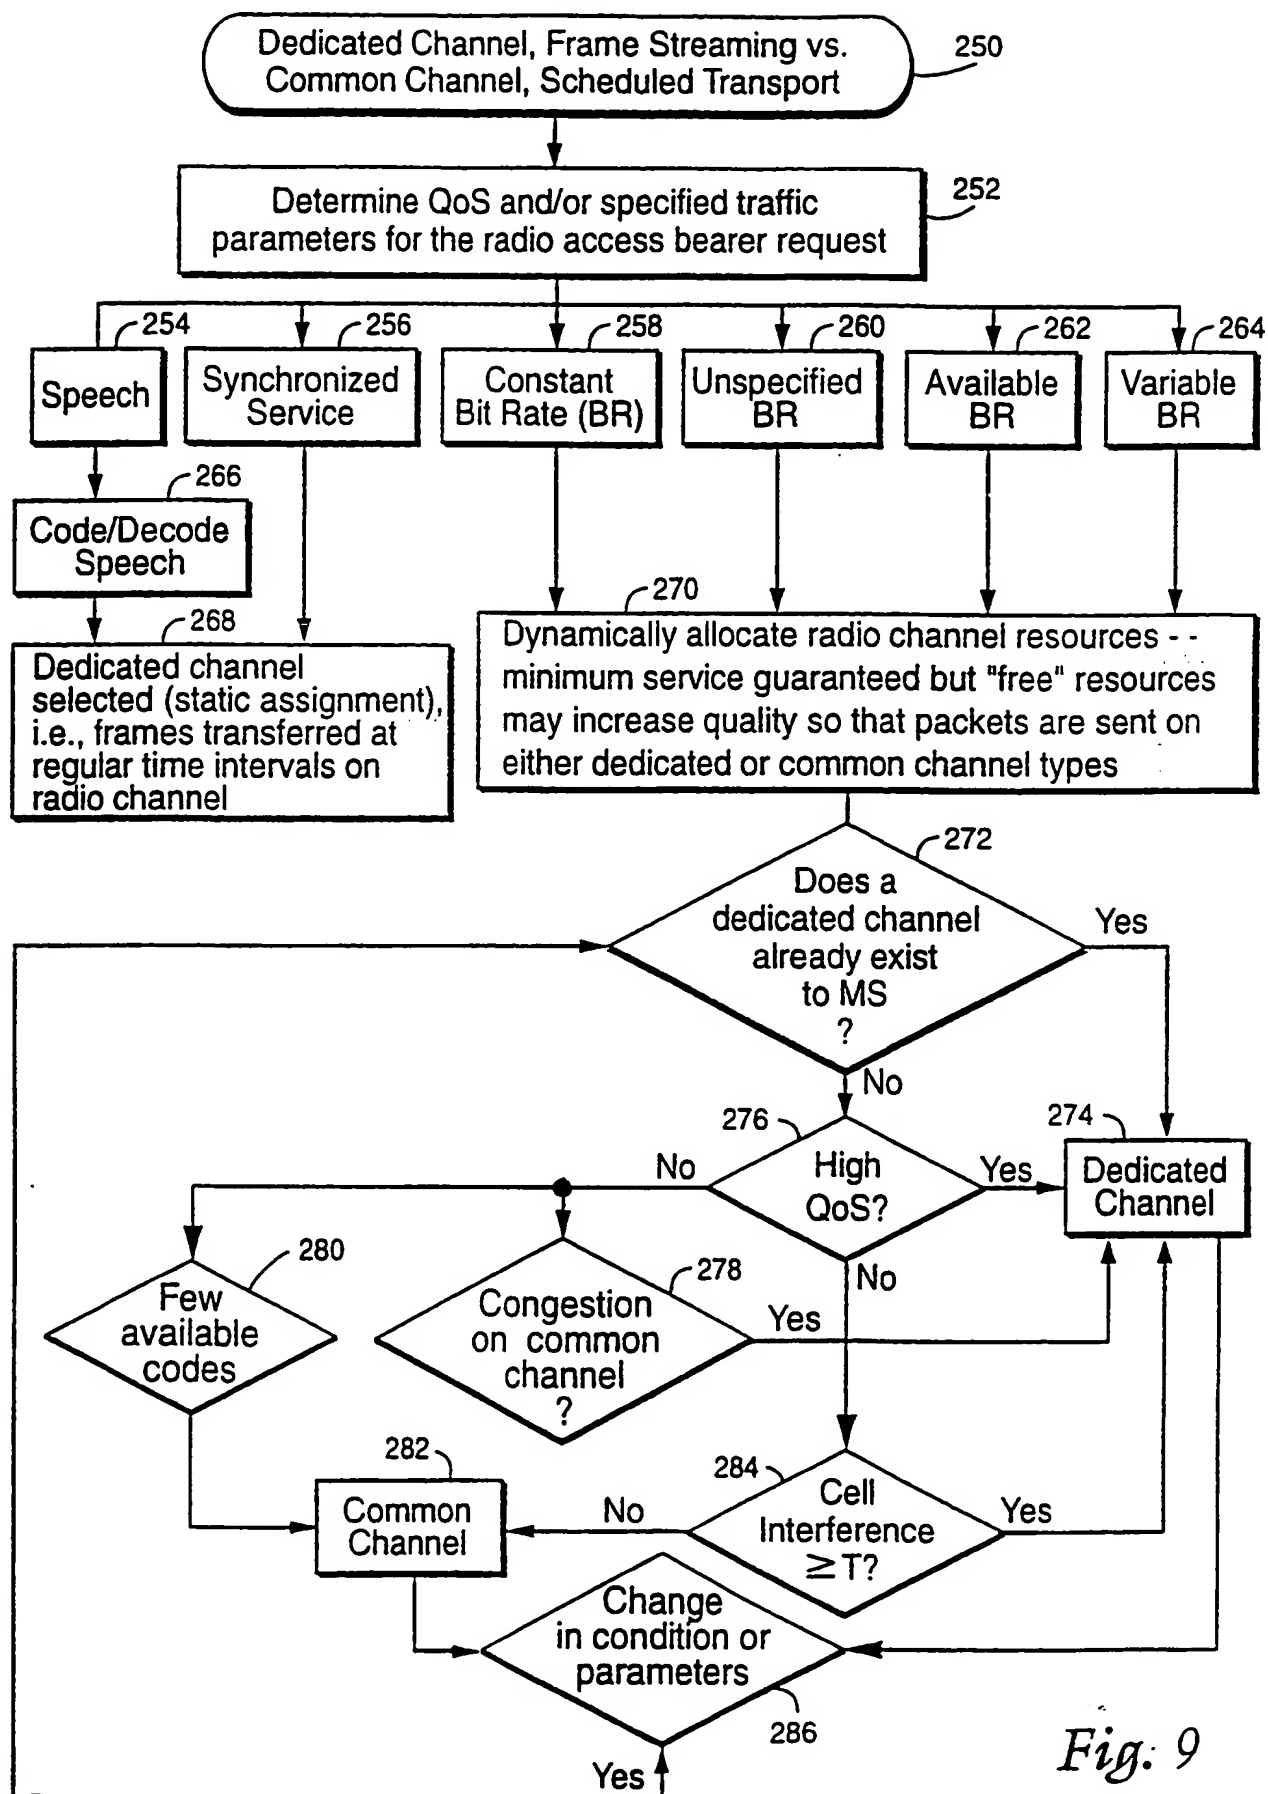 Dedicated Channel, Frame Streaming vs.
Common Channel, Scheduled Transport
250
Determine QoS and/or specified traffic
parameters for the radio access bearer request
252
254
256
258
260
262
264
Speech
Synchronized
Service
Constant
Bit Rate (BR)
Unspecified
BR
Available
BR
Variable
BR
266
Code/Decode
Speech
268
Dedicated channel
selected (static assignment),
i.e., frames transferred at
regular time intervals on
radio channel
270
Dynamically allocate radio channel resources - -
minimum service guaranteed but "free" resources
may increase quality so that packets are sent on
either dedicated or common channel types
272
Does a
dedicated channel
already exist
to MS
?
Yes
No
276
High
QoS?
No
Yes
No
274
Dedicated
Channel
280
Few
available
codes
278
Congestion
on common
channel
?
Yes
282
Common
Channel
284
Cell
Interference
≥ T?
No
Yes
Change
in condition or
parameters
286
Yes
Fig. 9